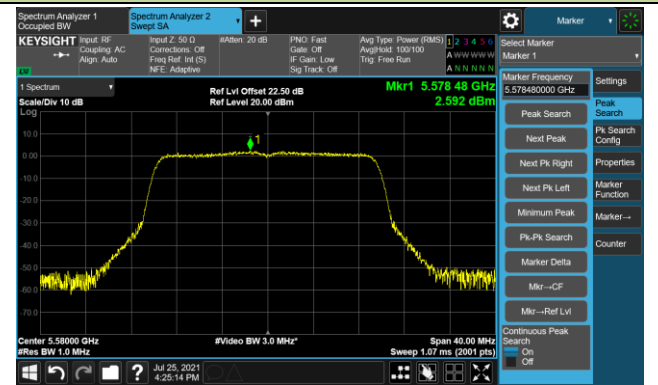 Spectrum Analyzer 1
Occupied BW
Spectrum Analyzer 2
Swept SA
Marker
KEYSIGHT
Input: RF
Coupling: AC
Align: Auto
Input Z: 50 Ω
Corrections: Off
Freq Ref: Int (S)
NFE: Adaptive
#Atten: 20 dB
PNO: Fast
Gate: Off
IF Gain: Low
Sig Track: Off
Avg Type: Power (RMS)
Avg|Hold: 100/100
Trig: Free Run
1 2 3 4 5 6
A W W W W W
A N N N N N
Select Marker
Marker 1
1 Spectrum
Scale/Div 10 dB
Log
Ref Lvl Offset 22.50 dB
Ref Level 20.00 dBm
Mkr1 5.578 48 GHz
2.592 dBm
Marker Frequency
5.578480000 GHz
Settings
Peak Search
Peak
Search
Next Peak
Pk Search
Config
Next Pk Right
Properties
Next Pk Left
Marker
Function
Minimum Peak
Marker→
Pk-Pk Search
Counter
Marker Delta
Mkr→CF
Mkr→Ref Lvl
Continuous Peak
Search
On
Off
1
10.0
0.00
-10.0
-20.0
-30.0
-40.0
-50.0
-60.0
-70.0
Center 5.58000 GHz
#Res BW 1.0 MHz
#Video BW 3.0 MHz*
Span 40.00 MHz
Sweep 1.07 ms (2001 pts)
?
Jul 25, 2021
4:25:14 PM